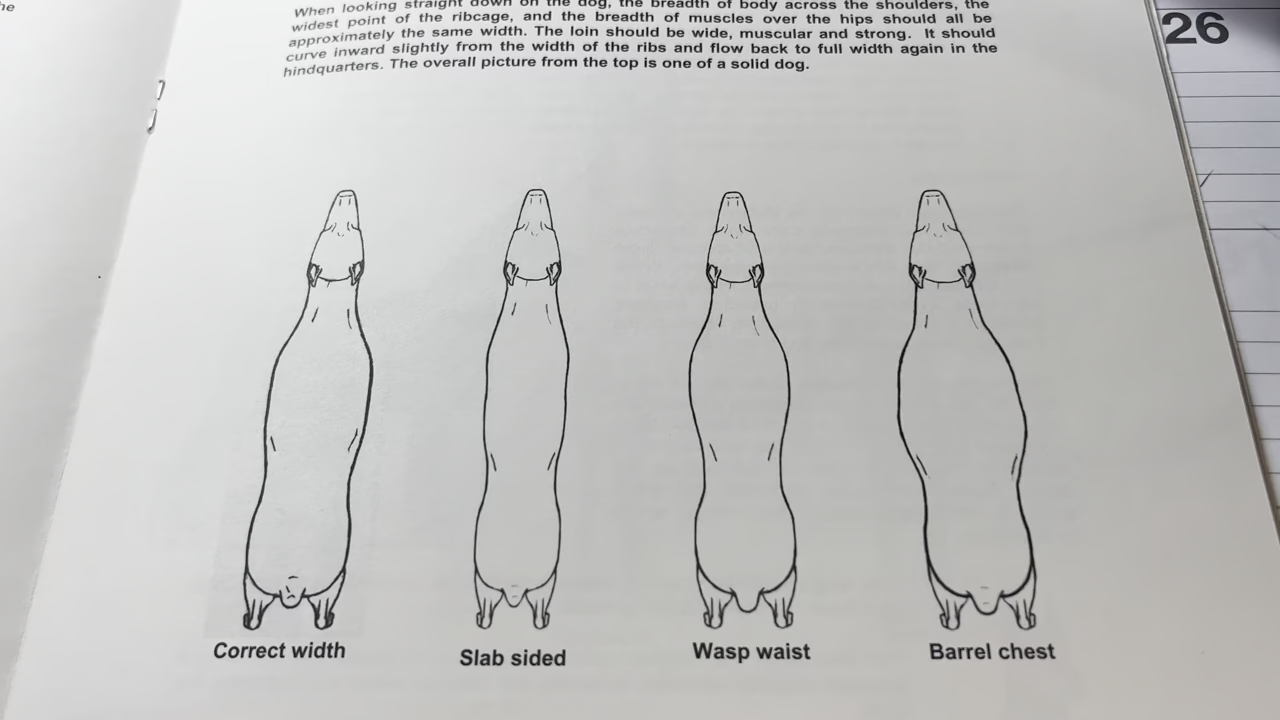 he
26
When looking straight down on the dog, the breadth of body across the shoulders, the
widest point of the ribcage, and the breadth of muscles over the hips should all be
approximately the same width. The loin should be wide, muscular and strong. It should
curve inward slightly from the width of the ribs and flow back to full width again in the
hindquarters. The overall picture from the top is one of a solid dog.
Correct width
Slab sided
Wasp waist
Barrel chest